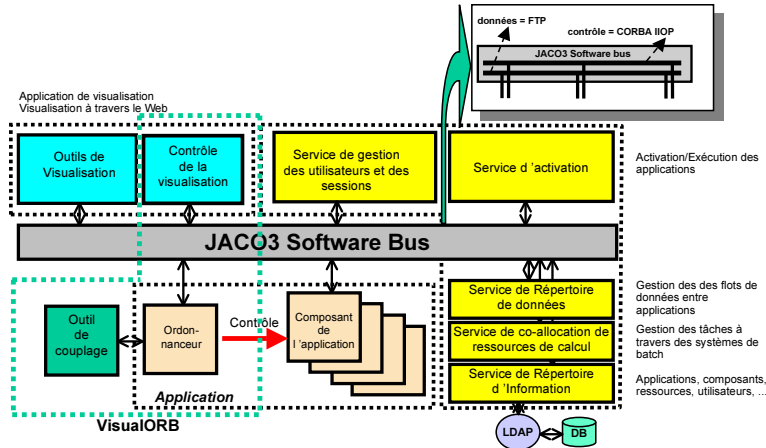 données = FTP
contrôle = CORBA IIOP
JACO3 Software bus
Application de visualisation
Visualisation à travers le Web
Outils de
Visualisation
Contrôle
de la
visualisation
Service de gestion
des utilisateurs et des
sessions
Service d 'activation
Activation/Exécution des
applications
JACO3 Software Bus
Outil
de
couplage
Ordon-
nanceur
Contrôle
Composant
de
l 'application
Application
VisualORB
Service de Répertoire
de données
Gestion des des flots de
données entre
applications
Service de co-allocation de
ressources de calcul
Gestion des tâches à
travers des systèmes de
batch
Service de Répertoire
d 'Information
Applications, composants,
ressources, utilisateurs, ...
LDAP
DB